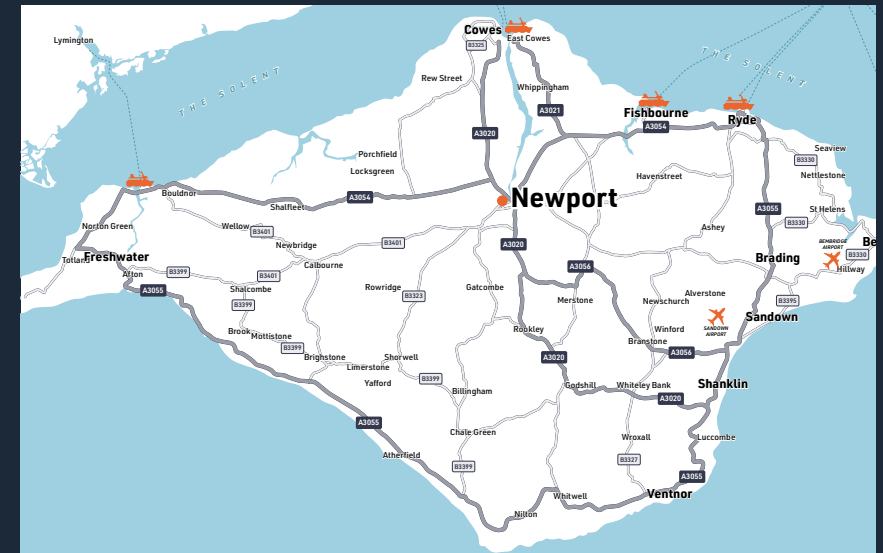 Cowes
East Cowes
Lymington
B3325
THE SOLENT
THE SOLENT
Rew Street
Whippingham
A3021
Fishbourne
Ryde
A3054
A3020
Seaview
Porchfield
B3330
Locksgreen
Havenstreet
Nettlestone
Bouldnor
A3054
Newport
Shalfleet
A3055
St Helens
B3330
Norton Green
Wellow
B3401
Ashey
Newbridge
B3401
A3020
BEMBRIDGE
AIRPORT
Be
B3330
Totland
Freshwater
Brading
Calbourne
A3056
Hillway
Afton
B3399
B3401
Shalcombe
A3055
Rowridge
Gatcombe
B3323
Merstone
Newschurch
Alverstone
B3395
B3399
Sandown
SANDOWN
AIRPORT
Brook
Mottistone
Rookley
Winford
Branstone
B3399
A3056
Brighstone
Shorwell
A3020
Limerstone
Yafford
B3399
Godshill
Whiteley Bank
Shanklin
Billingham
A3020
A3055
Chale Green
Wroxall
Luccombe
Atherfield
B3399
B3327
A3055
Whitwell
Ventnor
Nilton